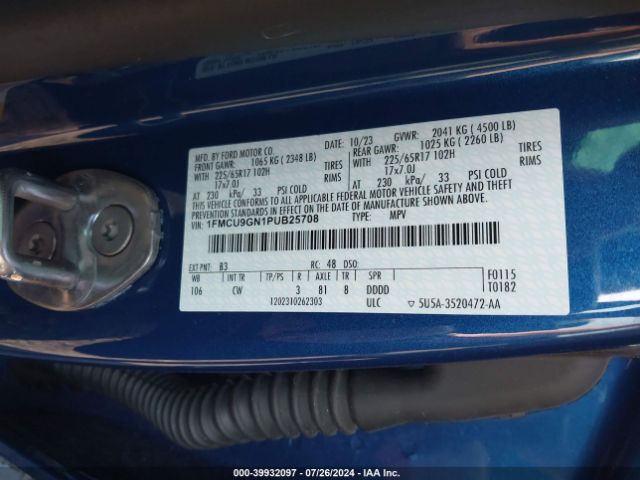 MFD. BY FORD MOTOR CO. DATE: 10/23 GVWR: 2041 KG ( 4500 LB)
FRONT GAWR: 1065 KG ( 2348 LB) REAR GAWR: 1025 KG ( 2260 LB)
WITH 225/65R17 102H TIRES WITH 225/65R17 102H TIRES
17x7.0J RIMS 17x7.0J RIMS
AT 230 kPa/ 33 PSI COLD AT 230 kPa/ 33 PSI COLD
THIS VEHICLE CONFORMS TO ALL APPLICABLE FEDERAL MOTOR VEHICLE SAFETY AND BUMPER
STANDARDS AND THEFT PREVENTION STANDARDS IN EFFECT ON THE DATE OF MANUFACTURE SHOWN ABOVE.
VIN: 1FMCU9GN1PUB25708 TYPE: MPV
EXT PNT: B3 RC: 48 DSO: F0115
WB TP/PS R AX TR SPR T0182
106 CW 3 81 8 DDDD
1202310262303 ULC ▽ 5U5A-3520472-AA
000-39932097 - 07/26/2024 - IAA Inc.